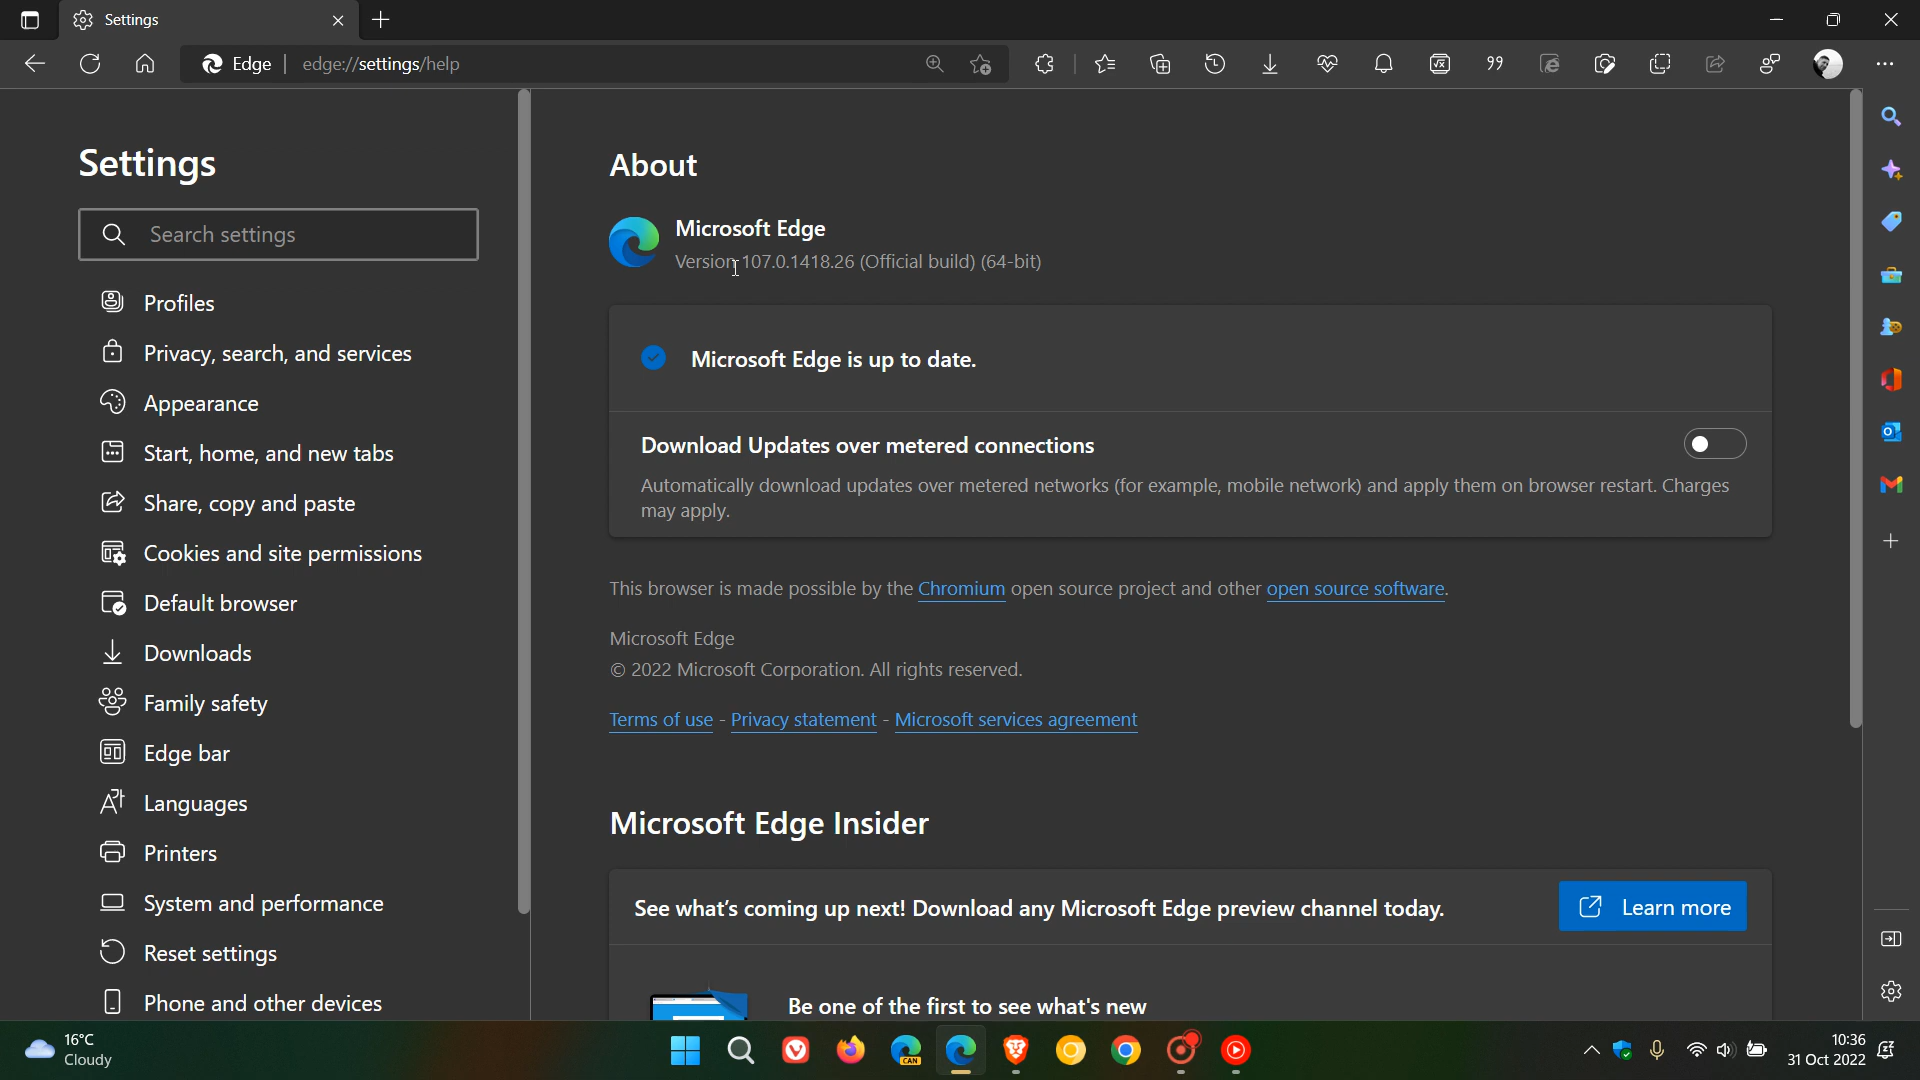 Settings
Edge
edge://settings/help
Settings
Search settings
Profiles
Privacy, search, and services
Appearance
Start, home, and new tabs
Share, copy and paste
Cookies and site permissions
Default browser
Downloads
Family safety
Edge bar
Languages
Printers
System and performance
Reset settings
Phone and other devices
About
Microsoft Edge
Version 107.0.1418.26 (Official build) (64-bit)
Microsoft Edge is up to date.
Download Updates over metered connections
Automatically download updates over metered networks (for example, mobile network) and apply them on browser restart. Charges
may apply.
This browser is made possible by the Chromium open source project and other open source software.
Microsoft Edge
© 2022 Microsoft Corporation. All rights reserved.
Terms of use - Privacy statement - Microsoft services agreement
Microsoft Edge Insider
See what's coming up next! Download any Microsoft Edge preview channel today.
Learn more
Be one of the first to see what's new
16°C
Cloudy
CAN
10:36
31 Oct 2022